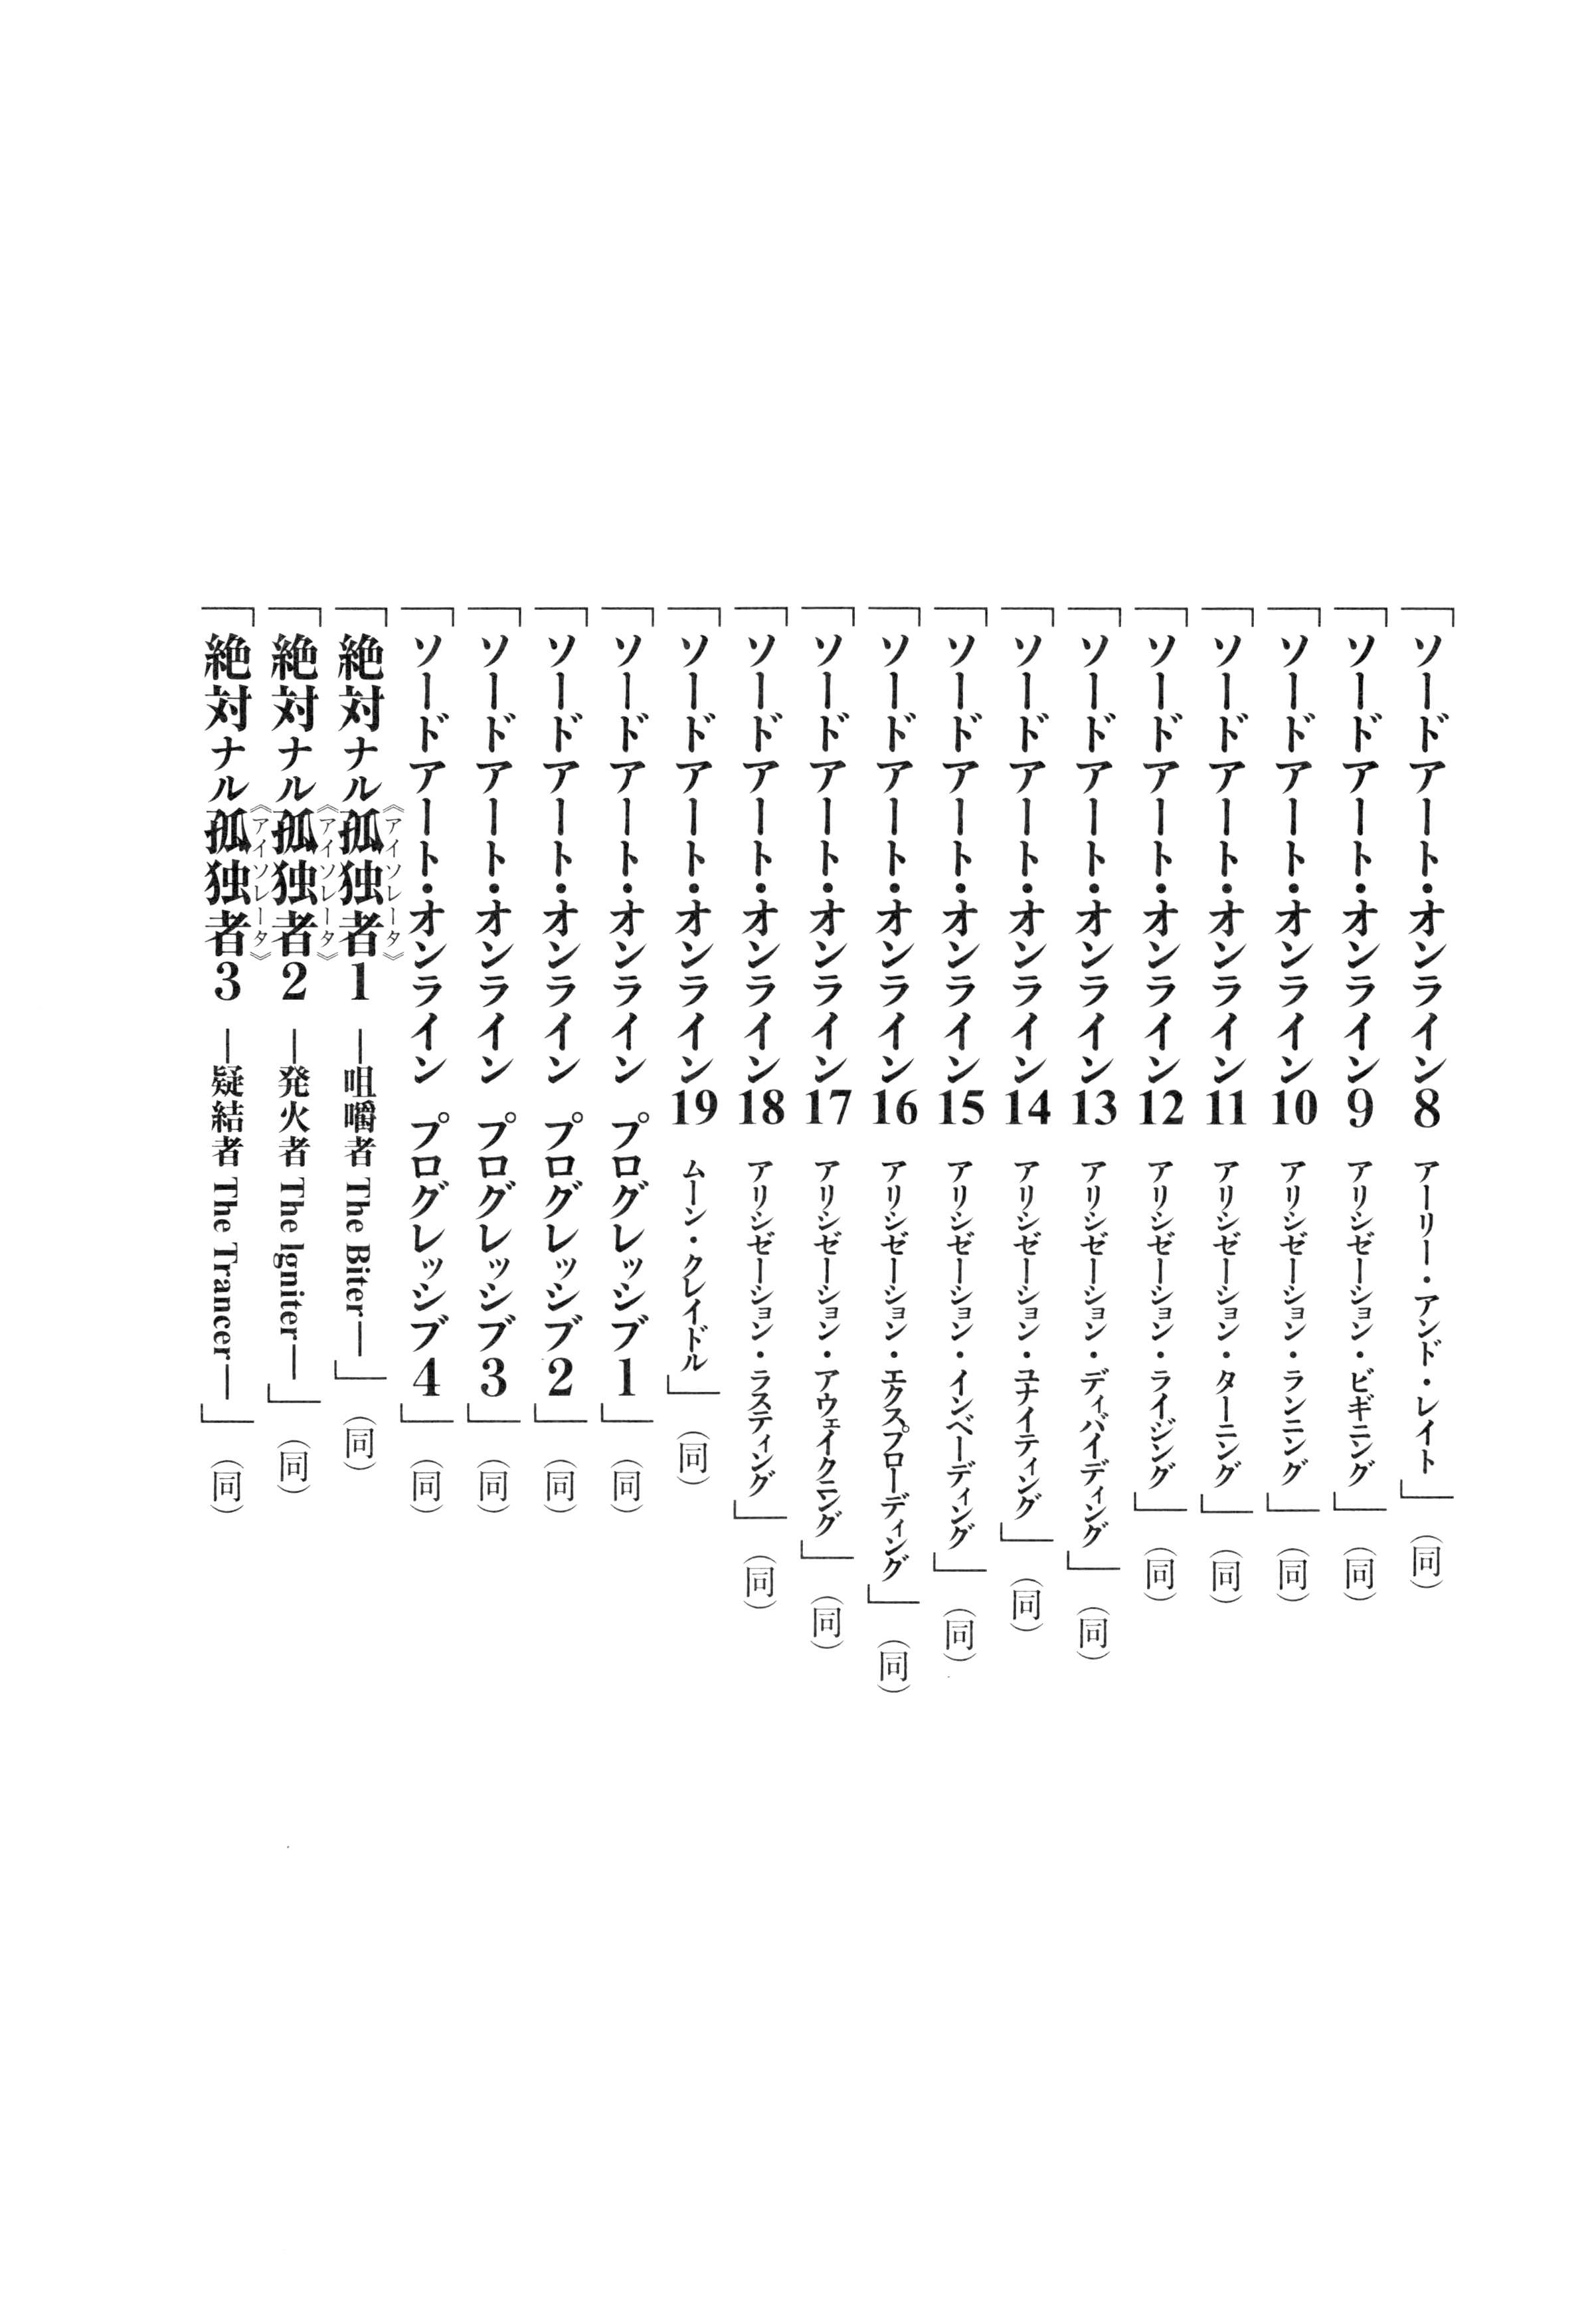 「ソードアート・オンライン8 アーリー・アンド・レイト」（同）
「ソードアート・オンライン9 アリシゼーション・ビギニング」（同）
「ソードアート・オンライン10 アリシゼーション・ランニング」（同）
「ソードアート・オンライン11 アリシゼーション・ターニング」（同）
「ソードアート・オンライン12 アリシゼーション・ライジング」（同）
「ソードアート・オンライン13 アリシゼーション・ディバイディング」（同）
「ソードアート・オンライン14 アリシゼーション・ユナイティング」（同）
「ソードアート・オンライン15 アリシゼーション・インベーディング」（同）
「ソードアート・オンライン16 アリシゼーション・エクスプローディング」（同）
「ソードアート・オンライン17 アリシゼーション・アウェイクニング」（同）
「ソードアート・オンライン18 アリシゼーション・ラスティング」（同）
「ソードアート・オンライン19 ムーン・クレイドル」（同）
「ソードアート・オンライン プログレッシブ1」（同）
「ソードアート・オンライン プログレッシブ2」（同）
「ソードアート・オンライン プログレッシブ3」（同）
「ソードアート・オンライン プログレッシブ4」（同）
「絶対ナル孤独者《アイソレータ》1 ―咀嚼者 The Biter―」（同）
「絶対ナル孤独者《アイソレータ》2 ―発火者 The Igniter―」（同）
「絶対ナル孤独者《アイソレータ》3 ―疑結者 The Trancer―」（同）